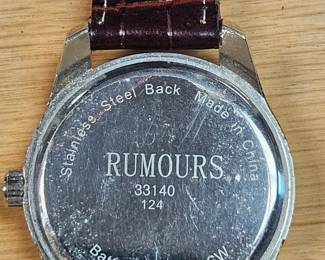 Stainless Steel Back Made in China
RUMOURS
33140
124